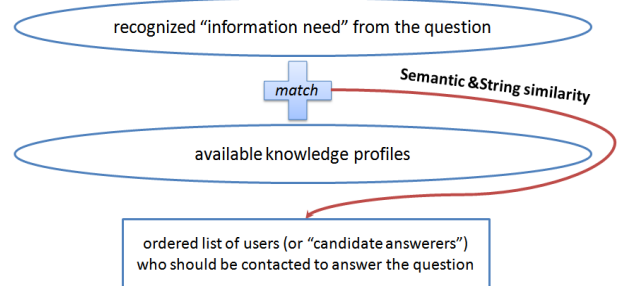 recognized “information need” from the question
match
Semantic &String similarity
available knowledge profiles
ordered list of users (or “candidate answerers”)
who should be contacted to answer the question